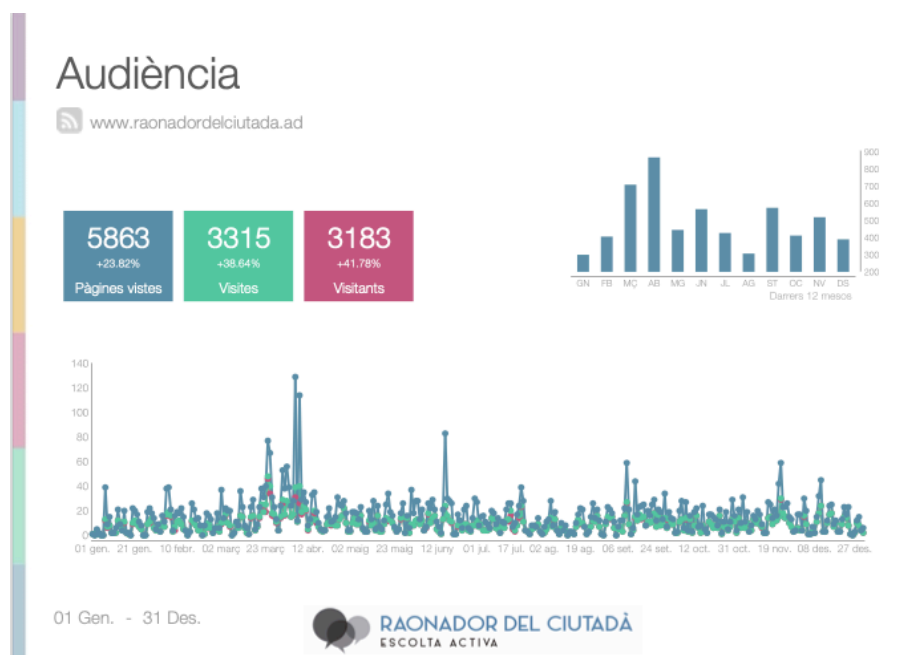 Audiència
www.raonadordelciutada.ad
900
800
700
600
500
400
300
200
GN FB MÇ AB MG JN JL AG ST OC NV DS
Darrers 12 mesos
5863 3315 3183
+23.82% +38.64% +41.78%
Pàgines vistes Visites Visitants
140
120
100
80
60
40
20
0
01 gen. 21 gen. 10 febr. 02 març 23 març 12 abr. 02 maig 23 maig 12 juny 01 jul. 17 jul. 02 ag. 19 ag. 06 set. 24 set. 12 oct. 31 oct. 19 nov. 08 des. 27 des.
01 Gen. - 31 Des.
RAONADOR DEL CIUTADÀ
ESCOLTA ACTIVA